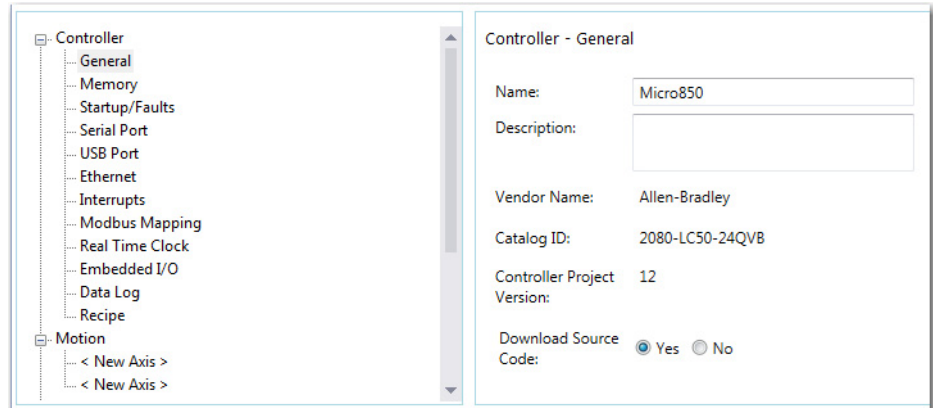 Controller
General
Memory
Startup/Faults
Serial Port
USB Port
Ethernet
Interrupts
Modbus Mapping
Real Time Clock
Embedded I/O
Data Log
Recipe
Motion
< New Axis >
< New Axis >
Controller - General
Name: Micro850
Description:
Vendor Name: Allen-Bradley
Catalog ID: 2080-LC50-24QVB
Controller Project 12
Version:
Download Source
Code: Yes No